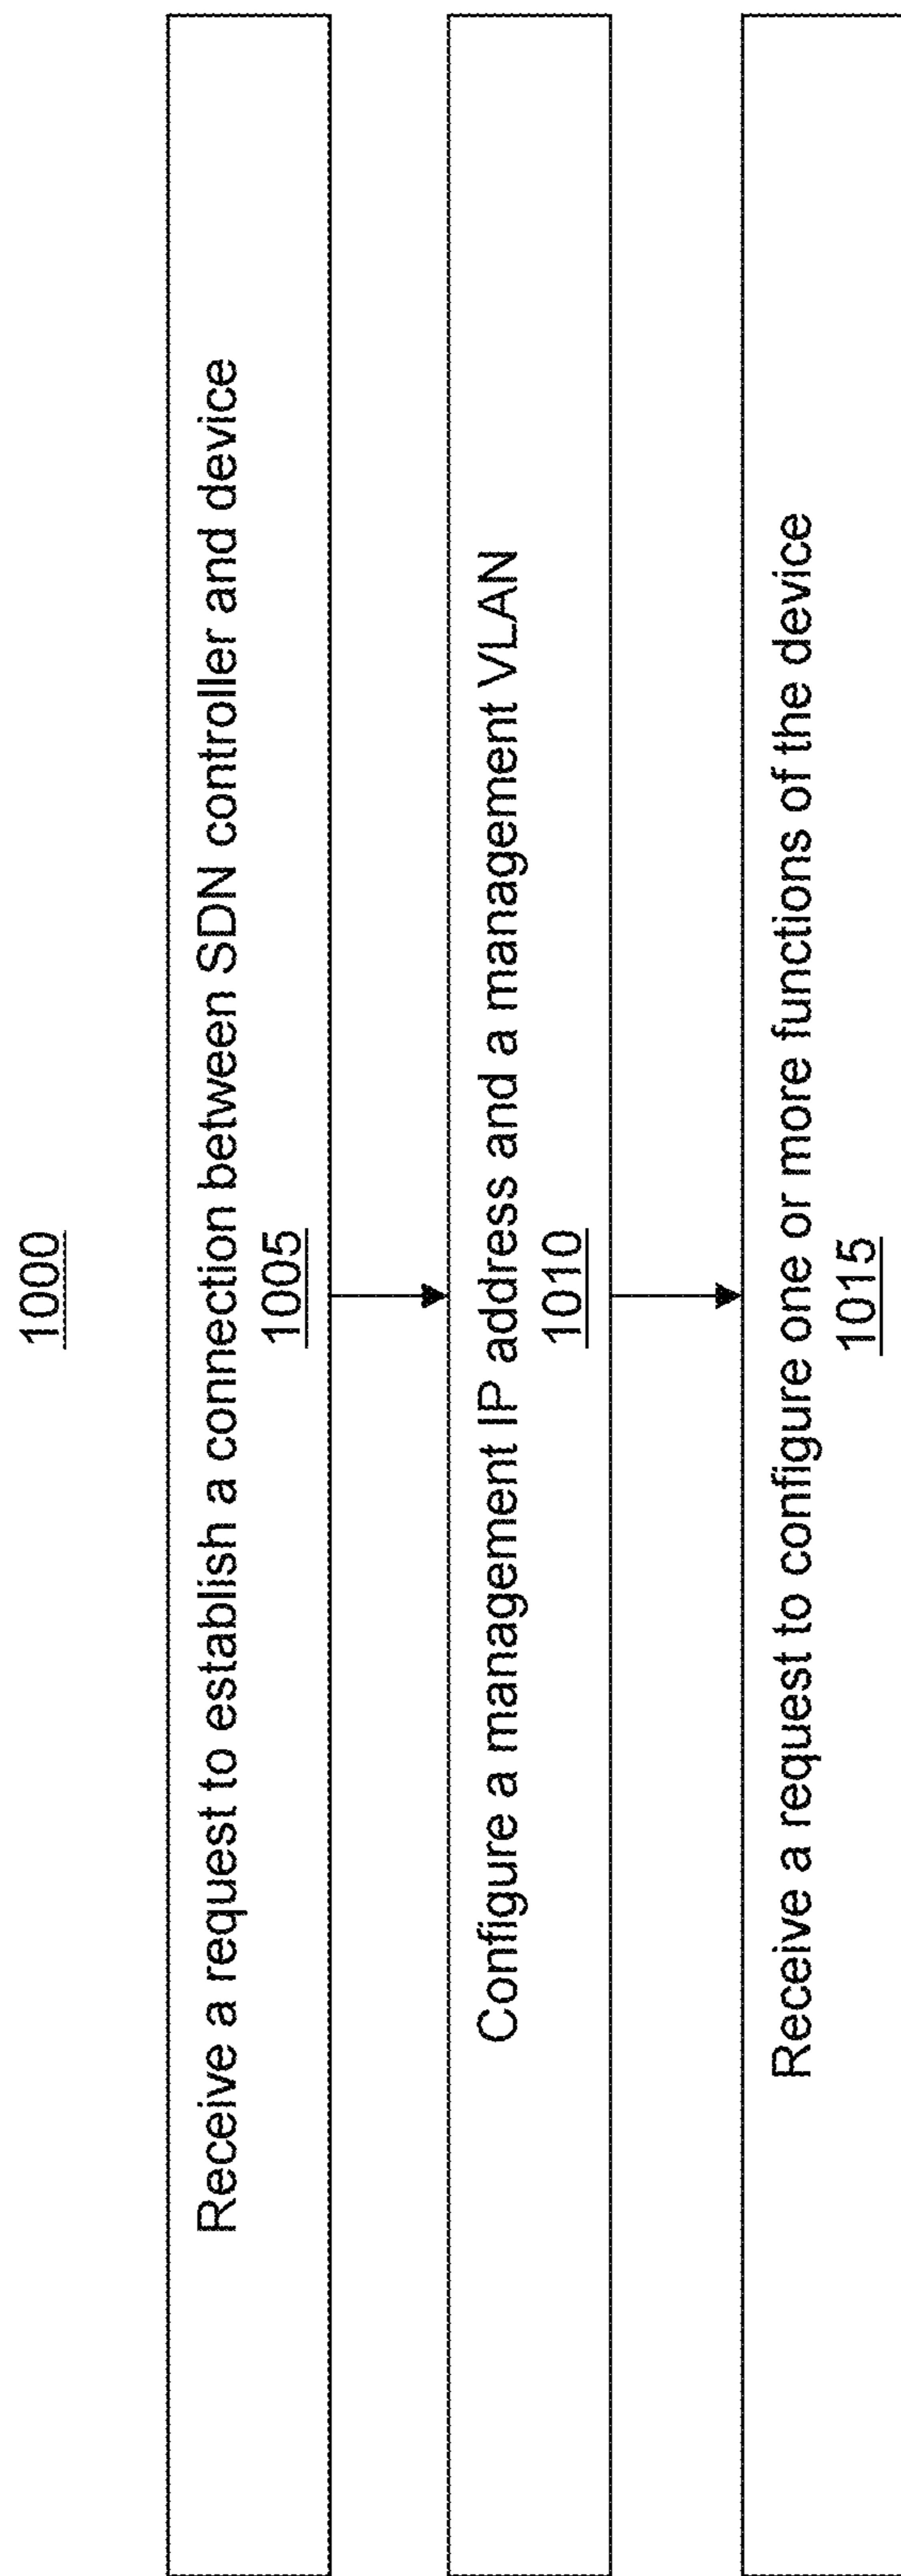 1000
Receive a request to establish a connection between SDN controller and device
1005
Configure a management IP address and a management VLAN
1010
Receive a request to configure one or more functions of the device
1015